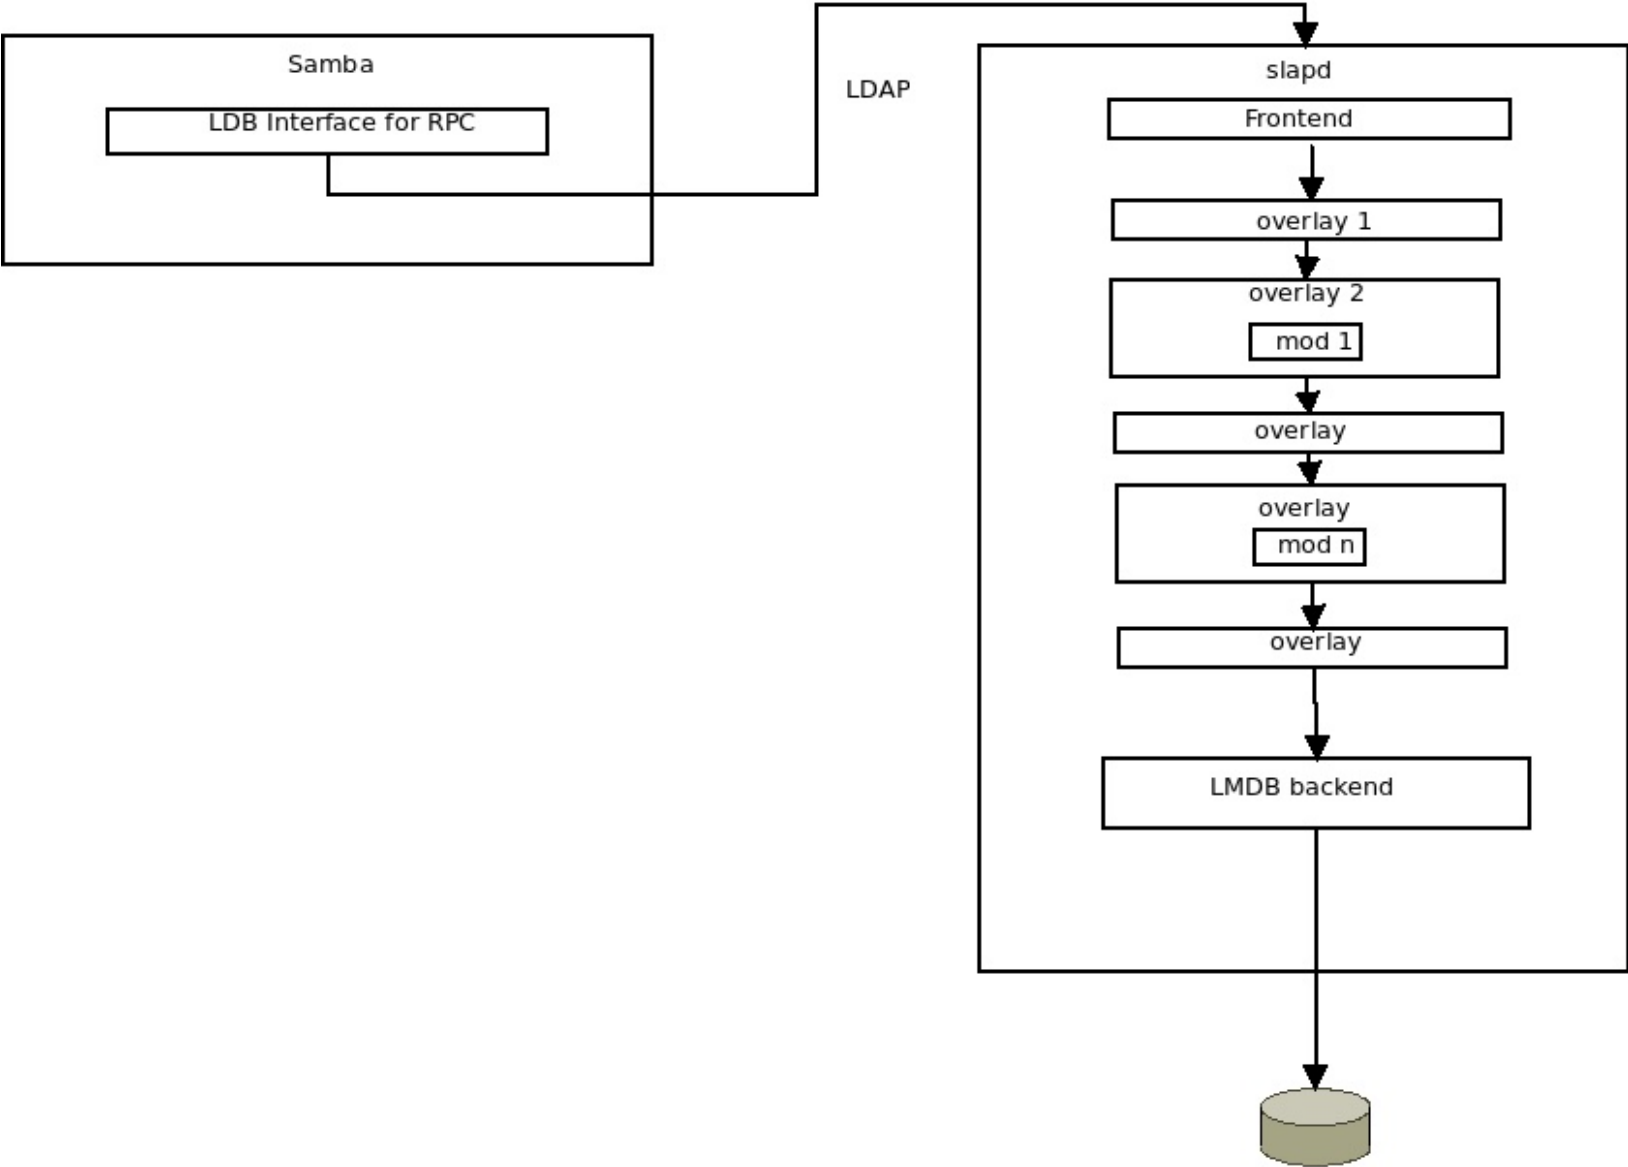 Samba
LDB Interface for RPC
LDAP
slapd
Frontend
overlay 1
overlay 2
mod 1
overlay
overlay
mod n
overlay
LMDB backend